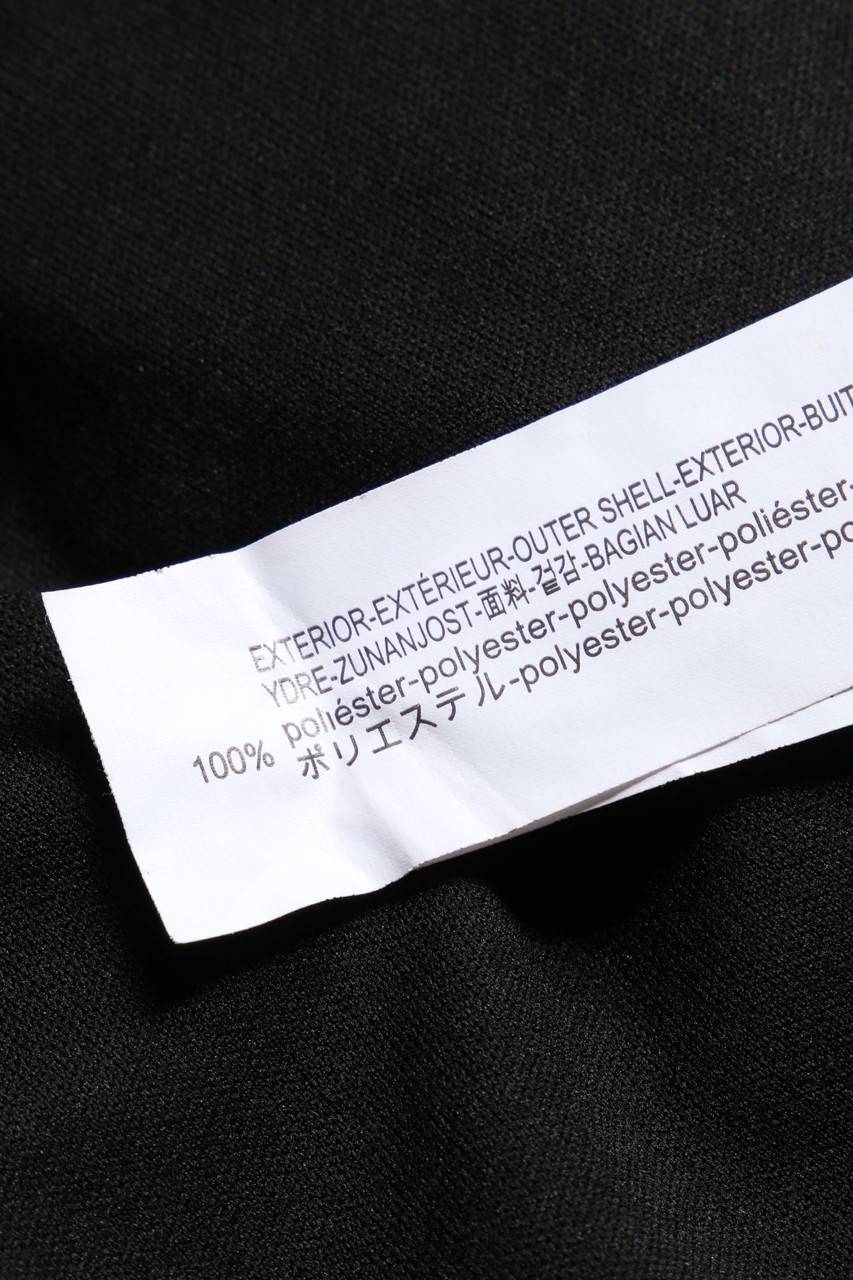 EXTERIOR-EXTÉRIEUR-OUTER SHELL-EXTERIOR-BUIT
YDRE-ZUNANJOST-面料-겉감-BAGIAN LUAR
100% poliéster-polyester-polyester-poliéster-
ポリエステル-polyester-polyester-po